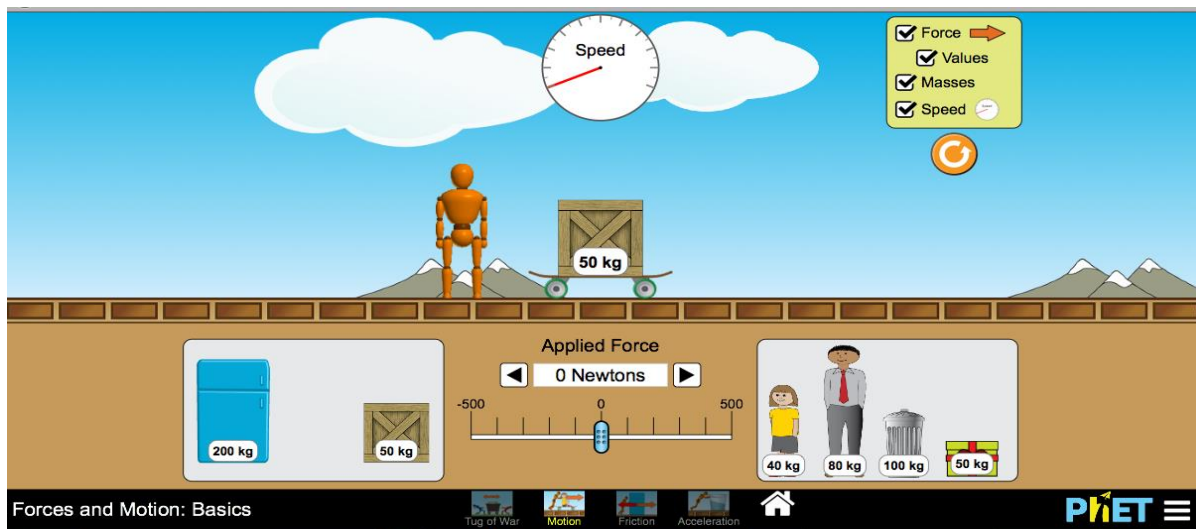 Speed
Force
Values
Masses
Speed
50 kg
Applied Force
0 Newtons
-500 0 500
200 kg
50 kg
40 kg
80 kg
100 kg
50 kg
Forces and Motion: Basics
Tug of War
Motion
Friction
Acceleration
PhET